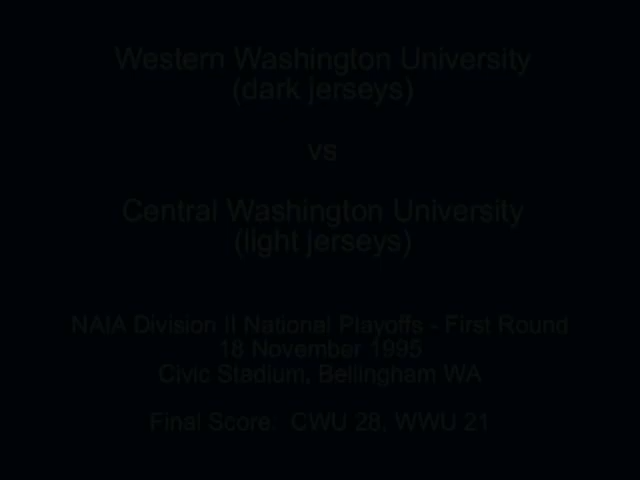 Western Washington University
(dark jerseys)
vs
Central Washington University
(light jerseys)
NAIA Division II National Playoffs - First Round
18 November 1995
Civic Stadium, Bellingham WA
Final Score.  CWU 28, WWU 21